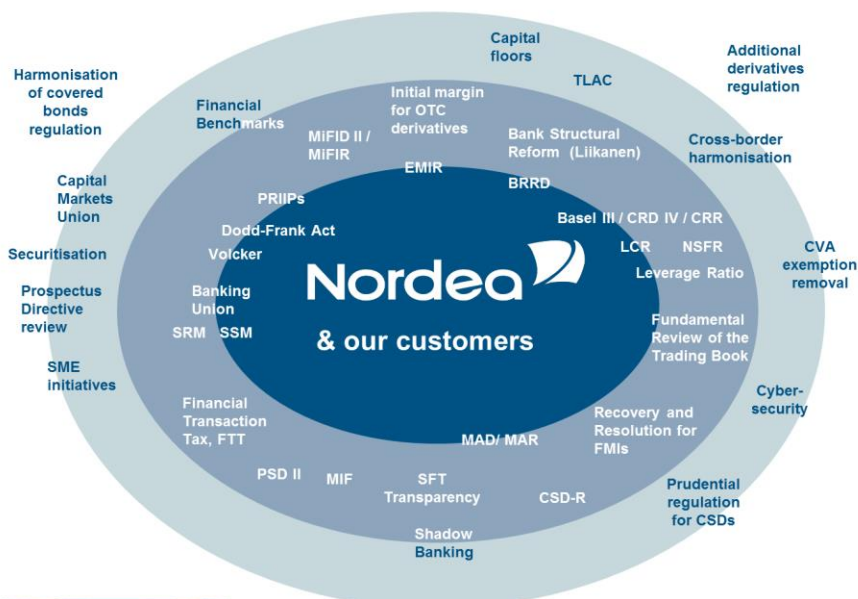 Capital
floors
TLAC
Additional
derivatives
regulation
Harmonisation
of covered
bonds
regulation
Financial
Benchmarks
Initial margin
for OTC
derivatives
MiFID II /
MiFIR
Bank Structural
Reform (Liikanen)
Cross-border
harmonisation
EMIR
BRRD
Capital
Markets
Union
PRIIPs
Dodd-Frank Act
Volcker
Basel III / CRD IV / CRR
LCR NSFR
Leverage Ratio
Securitisation
CVA
exemption
removal
Prospectus
Directive
review
Banking
Union
SRM SSM
Nordea
& our customers
Fundamental
Review of the
Trading Book
SME
initiatives
Cyber-
security
Financial
Transaction
Tax, FTT
MAD/ MAR
Recovery and
Resolution for
FMIs
PSD II
MIF
SFT
Transparency
CSD-R
Prudential
regulation
for CSDs
Shadow
Banking